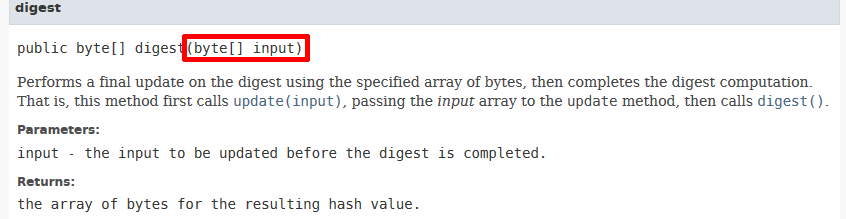 digest
public byte[] digest(byte[] input)
Performs a final update on the digest using the specified array of bytes, then completes the digest computation.
That is, this method first calls update(input), passing the input array to the update method, then calls digest().
Parameters:
input - the input to be updated before the digest is completed.
Returns:
the array of bytes for the resulting hash value.